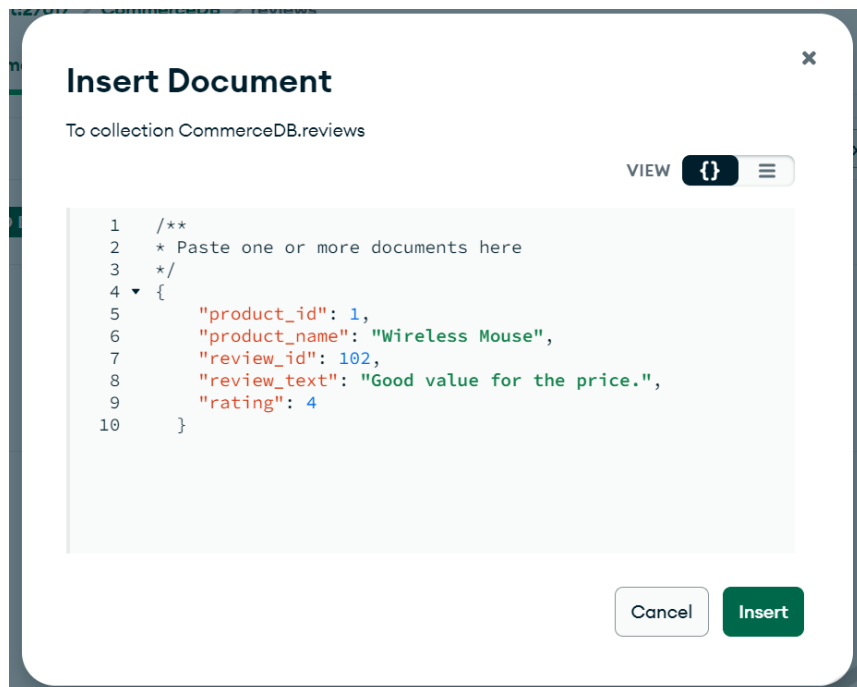 CommerceDB > reviews
Insert Document
To collection CommerceDB.reviews
VIEW {}
1 /**
2 * Paste one or more documents here
3 */
4 {
5 "product_id": 1,
6 "product_name": "Wireless Mouse",
7 "review_id": 102,
8 "review_text": "Good value for the price.",
9 "rating": 4
10 }
Cancel Insert